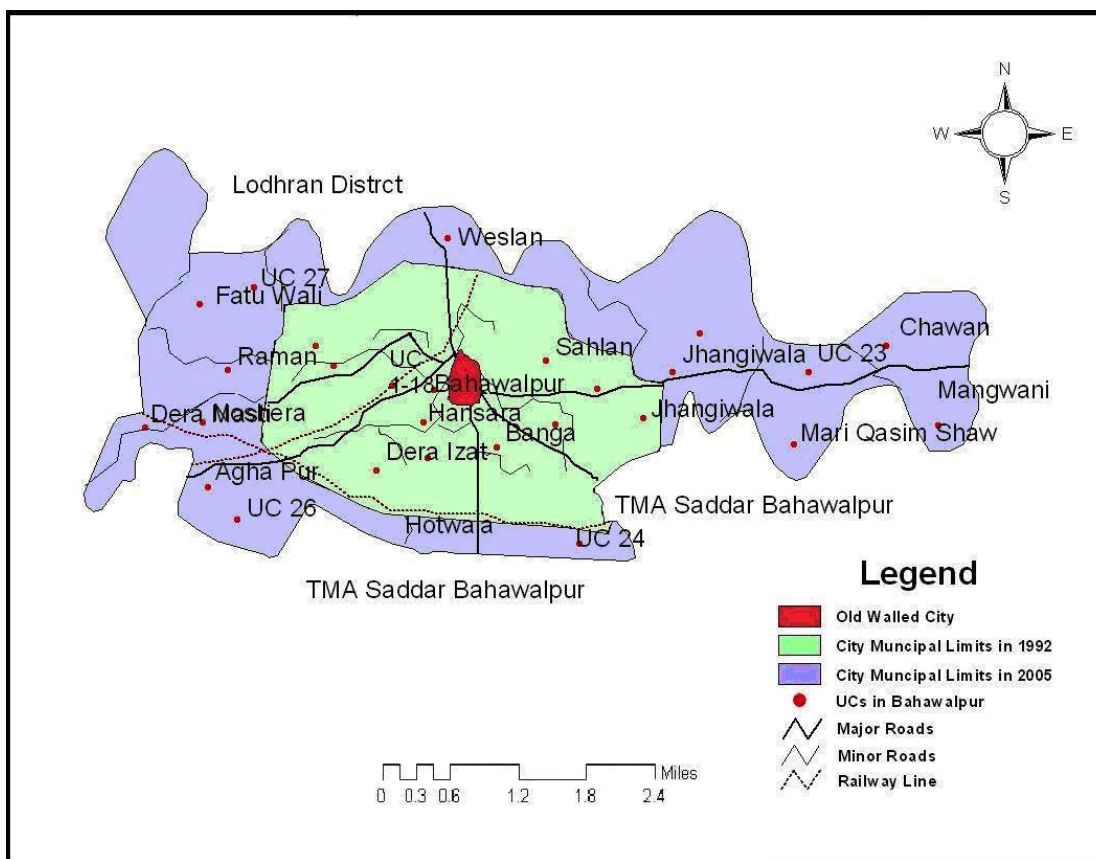 N
W
E
S
Lodhran Distrct
Weslan
UC 27
Fatu Wali
Chawan
Sahlan
Raman
UC
1-18
Jhangiwala
UC 23
Bahawalpur
Mangwani
Dera Masti
Noshera
Hansara
Jhangiwala
Banga
Mari Qasim Shaw
Dera Izat
Agha Pur
UC 26
TMA Saddar Bahawalpur
Hotwala
UC 24
TMA Saddar Bahawalpur
Legend
Old Walled City
City Muncipal Limits in 1992
City Muncipal Limits in 2005
UCs in Bahawalpur
Major Roads
Minor Roads
Railway Line
Miles
0 0.3 0.6 1.2 1.8 2.4